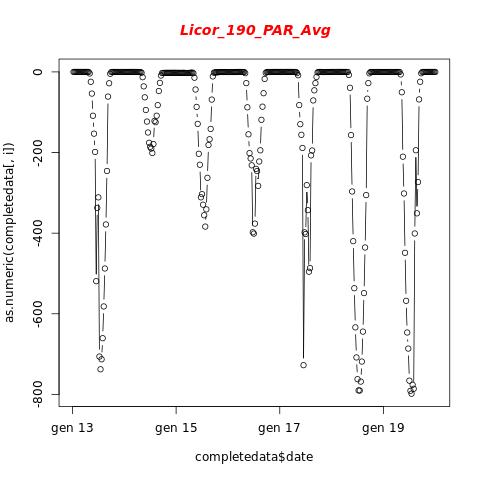 Licor_190_PAR_Avg
as.numeric(completedata[, i])
0
-200
-400
-600
-800
gen 13
gen 15
gen 17
gen 19
completedata$date